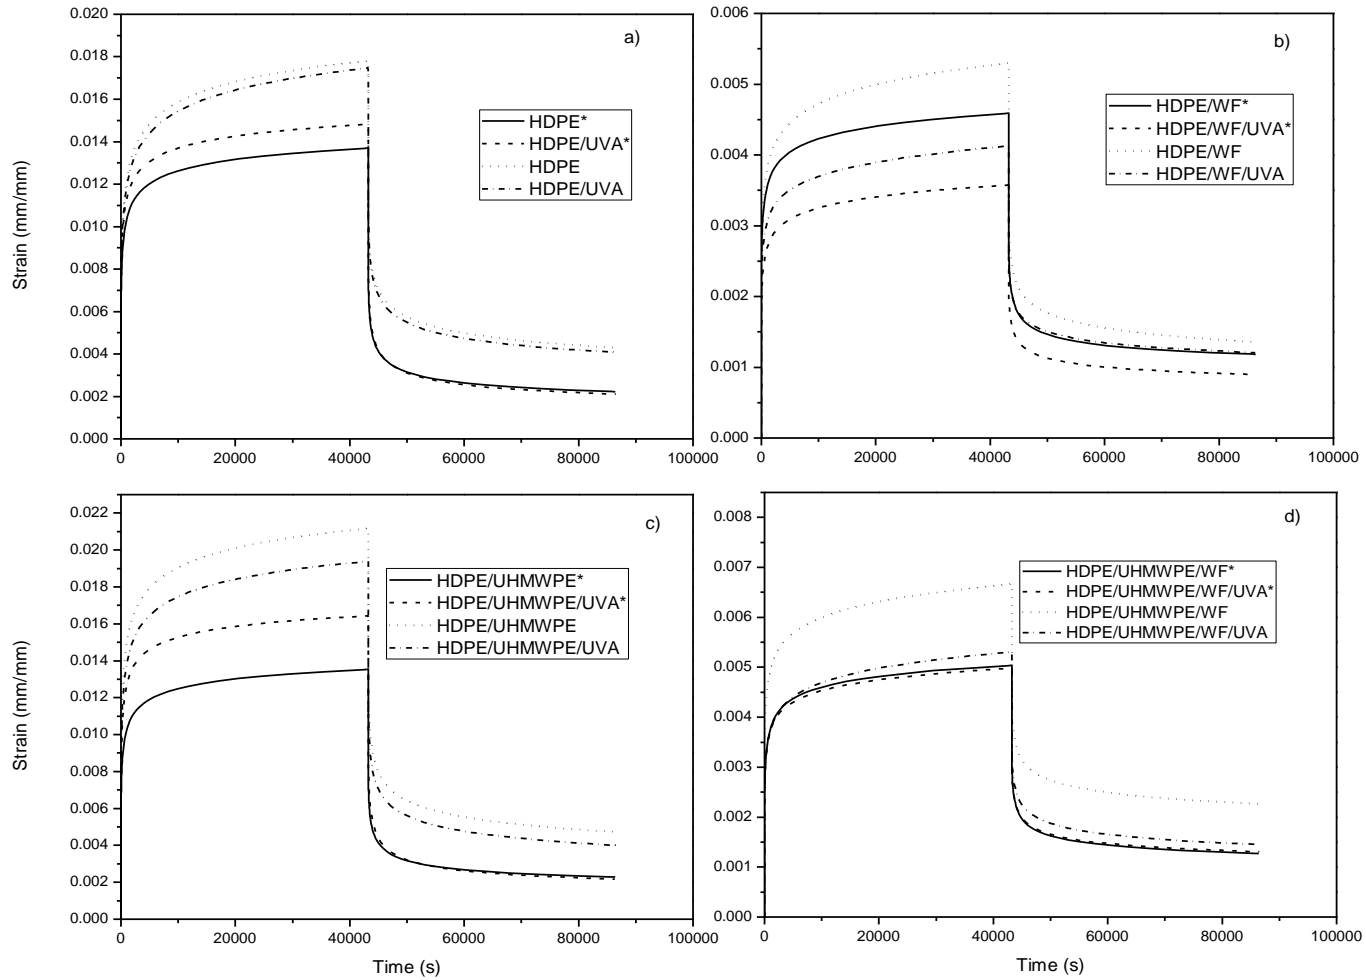 a)
Strain (mm/mm)
0.020
0.018
0.016
0.014
0.012
0.010
0.008
0.006
0.004
0.002
0.000
HDPE*
HDPE/UVA*
HDPE
HDPE/UVA
0 20000 40000 60000 80000 100000
b)
0.006
0.005
0.004
0.003
0.002
0.001
0.000
HDPE/WF*
HDPE/WF/UVA*
HDPE/WF
HDPE/WF/UVA
0 20000 40000 60000 80000 100000
c)
Strain (mm/mm)
0.022
0.020
0.018
0.016
0.014
0.012
0.010
0.008
0.006
0.004
0.002
0.000
HDPE/UHMWPE*
HDPE/UHMWPE/UVA*
HDPE/UHMWPE
HDPE/UHMWPE/UVA
0 20000 40000 60000 80000 100000
Time (s)
d)
0.008
0.007
0.006
0.005
0.004
0.003
0.002
0.001
0.000
HDPE/UHMWPE/WF*
HDPE/UHMWPE/WF/UVA*
HDPE/UHMWPE/WF
HDPE/UHMWPE/WF/UVA
0 20000 40000 60000 80000 100000
Time (s)